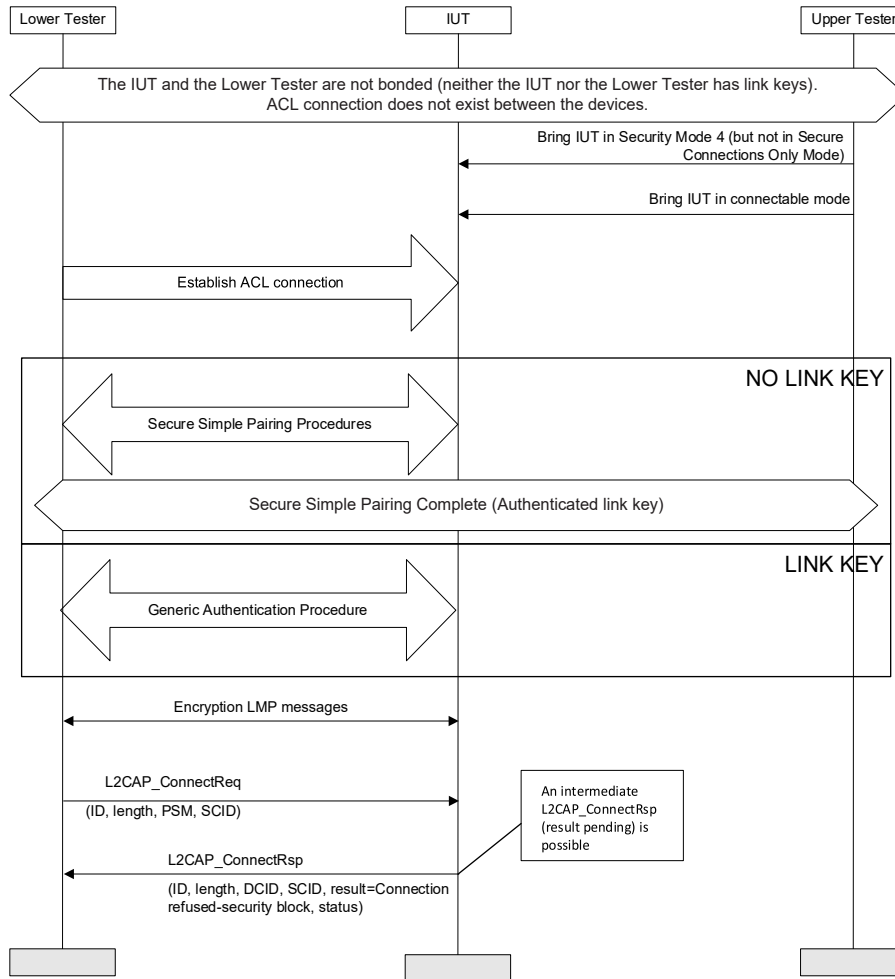 Lower Tester
IUT
Upper Tester
The IUT and the Lower Tester are not bonded (neither the IUT nor the Lower Tester has link keys).
ACL connection does not exist between the devices.
Bring IUT in Security Mode 4 (but not in Secure
Connections Only Mode)
Bring IUT in connectable mode
Establish ACL connection
NO LINK KEY
Secure Simple Pairing Procedures
Secure Simple Pairing Complete (Authenticated link key)
LINK KEY
Generic Authentication Procedure
Encryption LMP messages
L2CAP_ConnectReq
(ID, length, PSM, SCID)
An intermediate
L2CAP_ConnectRsp
(result pending) is
possible
L2CAP_ConnectRsp
(ID, length, DCID, SCID, result=Connection
refused-security block, status)